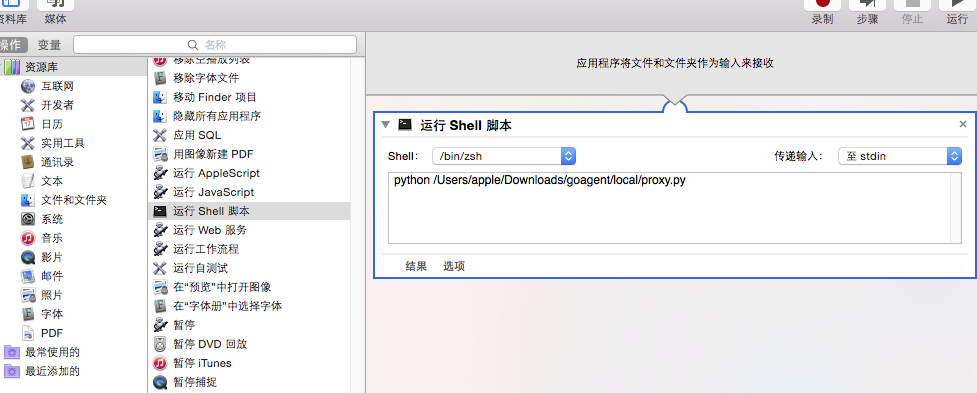 资料库 媒体 录制 步骤 停止 运行
操作 变量 名称
应用程序将文件和文件夹作为输入来接收
资源库
互联网
开发者
日历
实用工具
通讯录
文本
文件和文件夹
系统
音乐
影片
邮件
照片
字体
PDF
最常使用的
最近添加的
移除空播放列表
移除字体文件
移动 Finder 项目
隐藏所有应用程序
应用 SQL
用图像新建 PDF
运行 AppleScript
运行 JavaScript
运行 Shell 脚本
运行 Web 服务
运行工作流程
运行自测试
在“预览”中打开图像
在“字体册”中选择字体
暂停
暂停 DVD 回放
暂停 iTunes
暂停捕捉
运行 Shell 脚本
Shell： /bin/zsh 传递输入： 至 stdin
python /Users/apple/Downloads/goagent/local/proxy.py
结果 选项